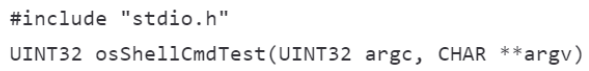 #include "stdio.h"
UINT32 osShellCmdTest(UINT32 argc, CHAR **argv)